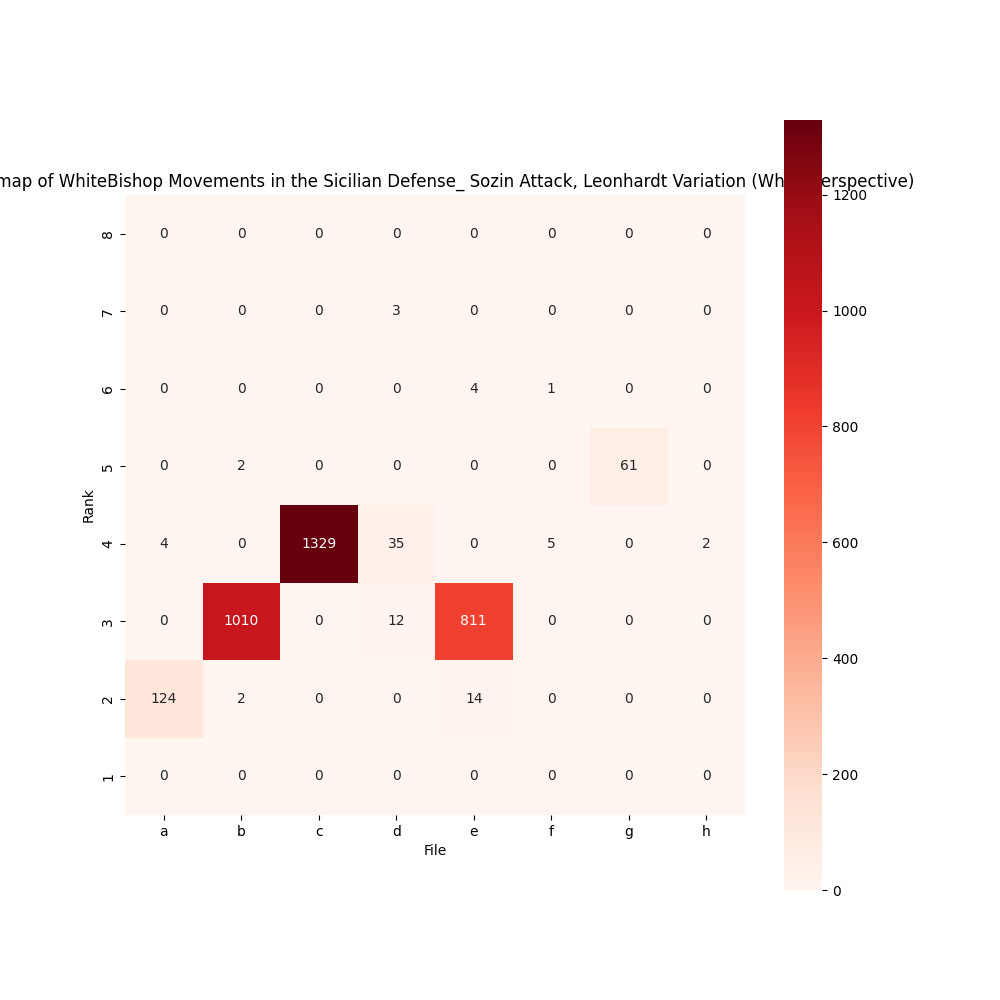 map of WhiteBishop Movements in the Sicilian Defense_ Sozin Attack, Leonhardt Variation (Wh erspective)
1200
8 0 0 0 0 0 0 0 0
7 0 0 0 3 0 0 0 0
1000
6 0 0 0 0 4 1 0 0
800
5 0 2 0 0 0 0 61 0
Rank
4 4 0 1329 35 0 5 0 2
600
3 0 1010 0 12 811 0 0 0
400
2 124 2 0 0 14 0 0 0
200
1 0 0 0 0 0 0 0 0
a b c d e f g h
File
0